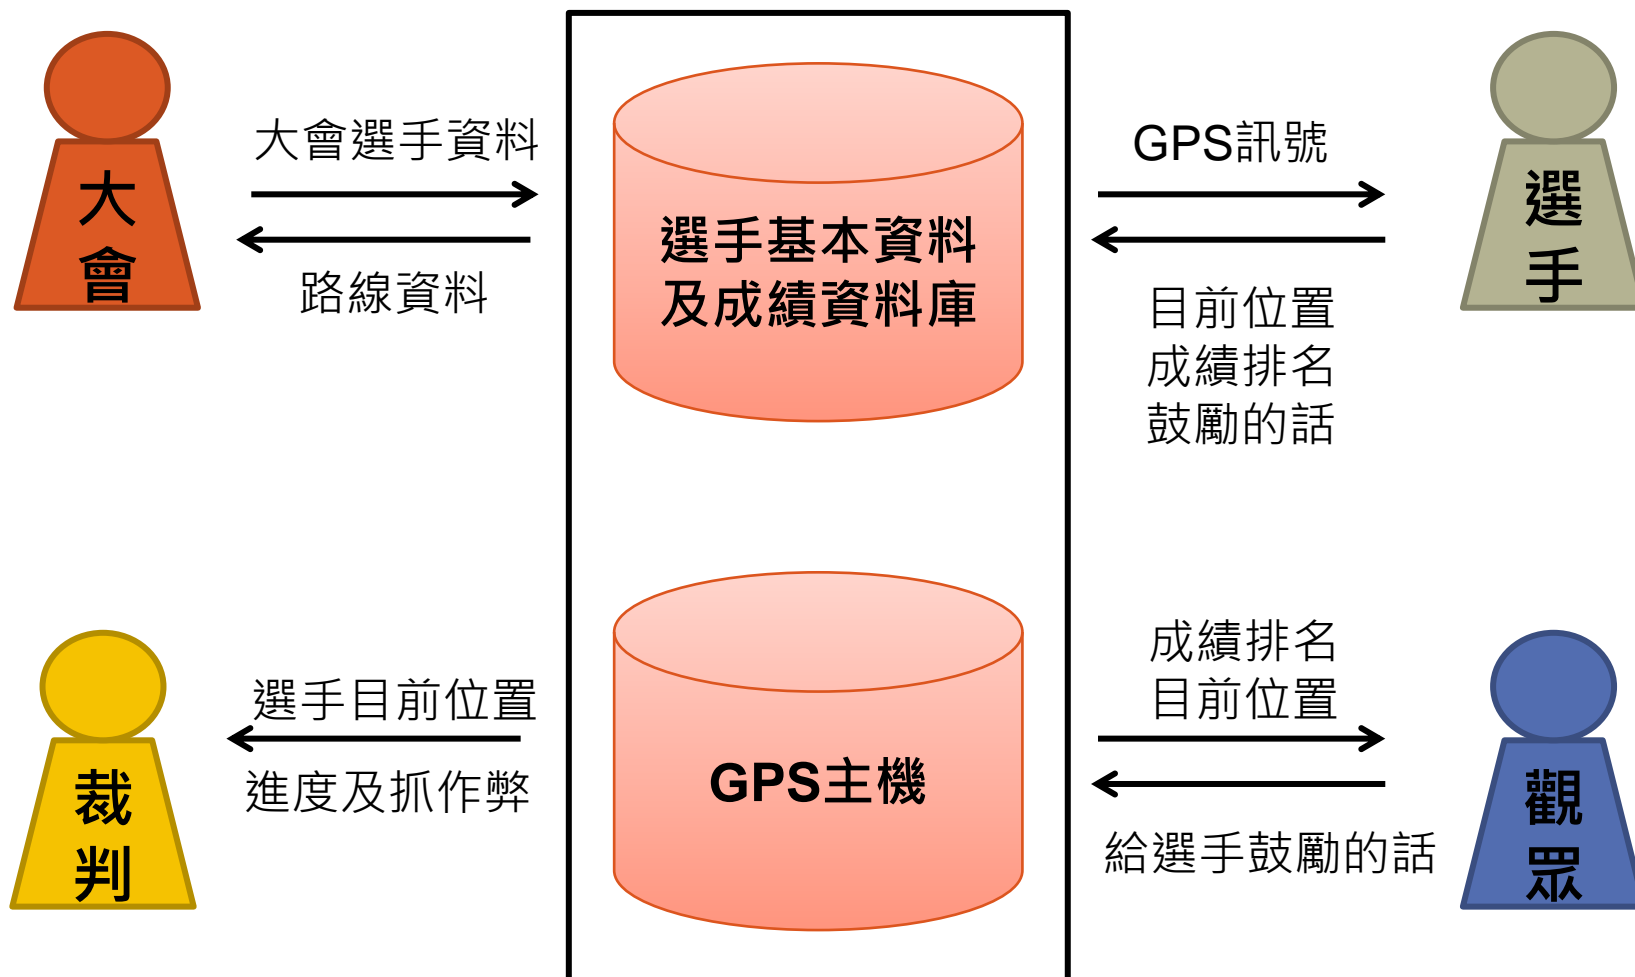 大會選手資料
大
會
路線資料
選手基本資料
及成績資料庫
GPS訊號
選
手
目前位置
成績排名
鼓勵的話
選手目前位置
裁
判
進度及抓作弊
GPS主機
成績排名
目前位置
觀
眾
給選手鼓勵的話